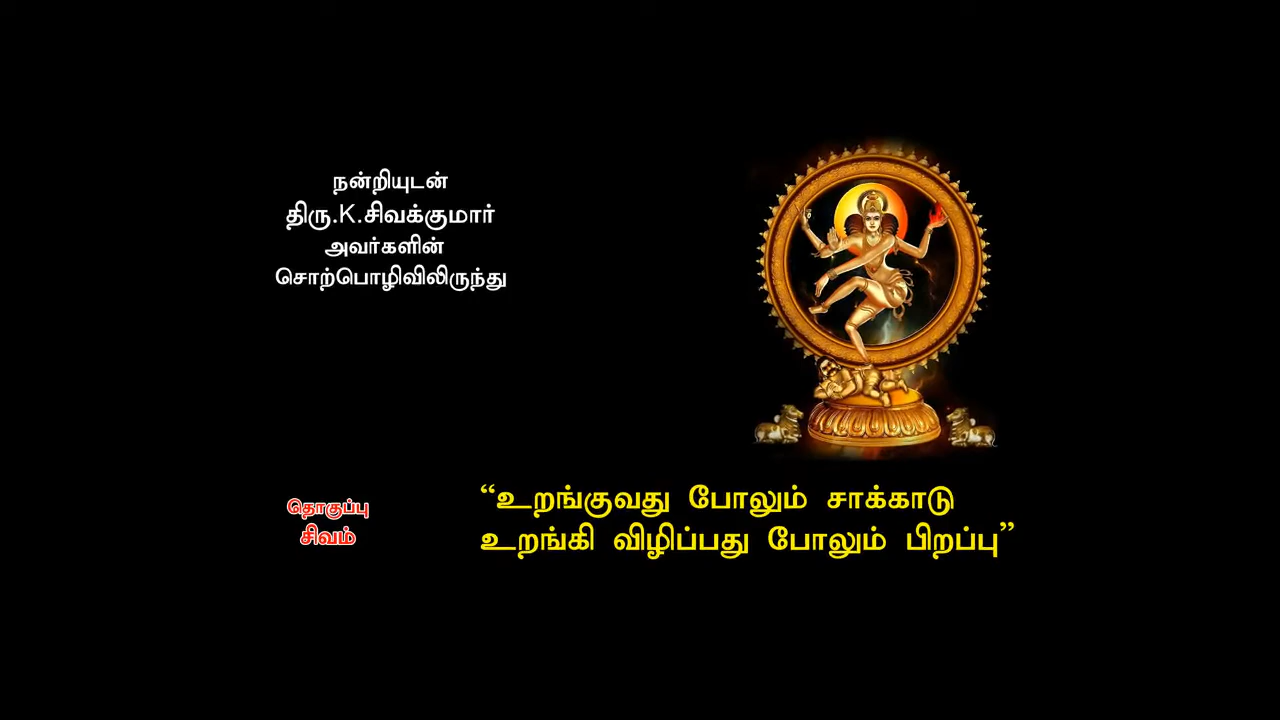 நன்றியுடன்
திரு.K.சிவக்குமார்
அவர்களின்
சொற்பொழிவிலிருந்து
தொகுப்பு
சிவம்
“உறங்குவது போலும் சாக்காடு
உறங்கி விழிப்பது போலும் பிறப்பு”